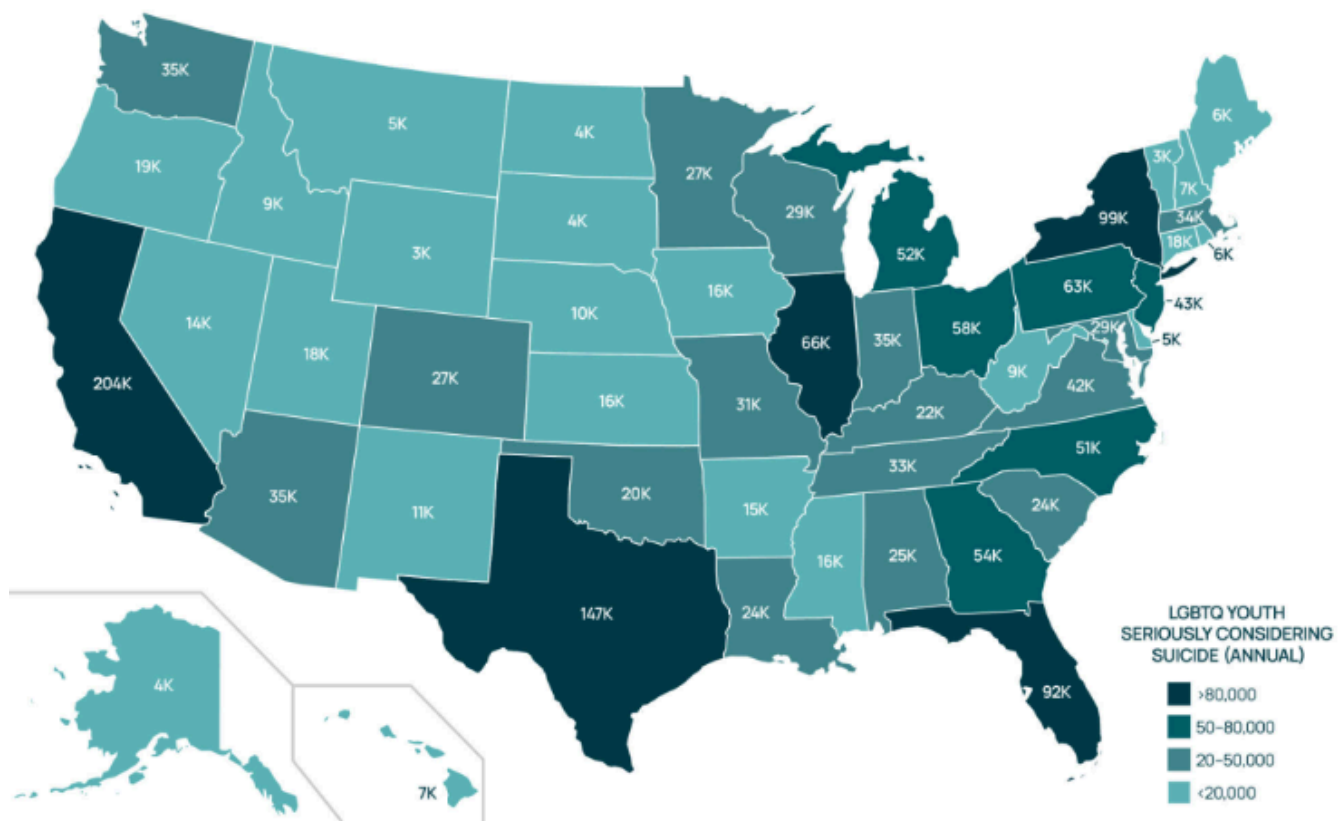 35K
5K
4K
6K
3K
19K
27K
7K
9K
29K
99K
34K
4K
3K
52K
18K
6K
16K
63K
43K
10K
58K
29K
5K
14K
66K
35K
18K
9K
204K
27K
42K
16K
31K
22K
51K
33K
35K
20K
24K
11K
15K
16K
25K
54K
147K
24K
LGBTQ YOUTH
SERIOUSLY CONSIDERING
SUICIDE (ANNUAL)
4K
92K
>80,000
50-80,000
20-50,000
7K
<20,000